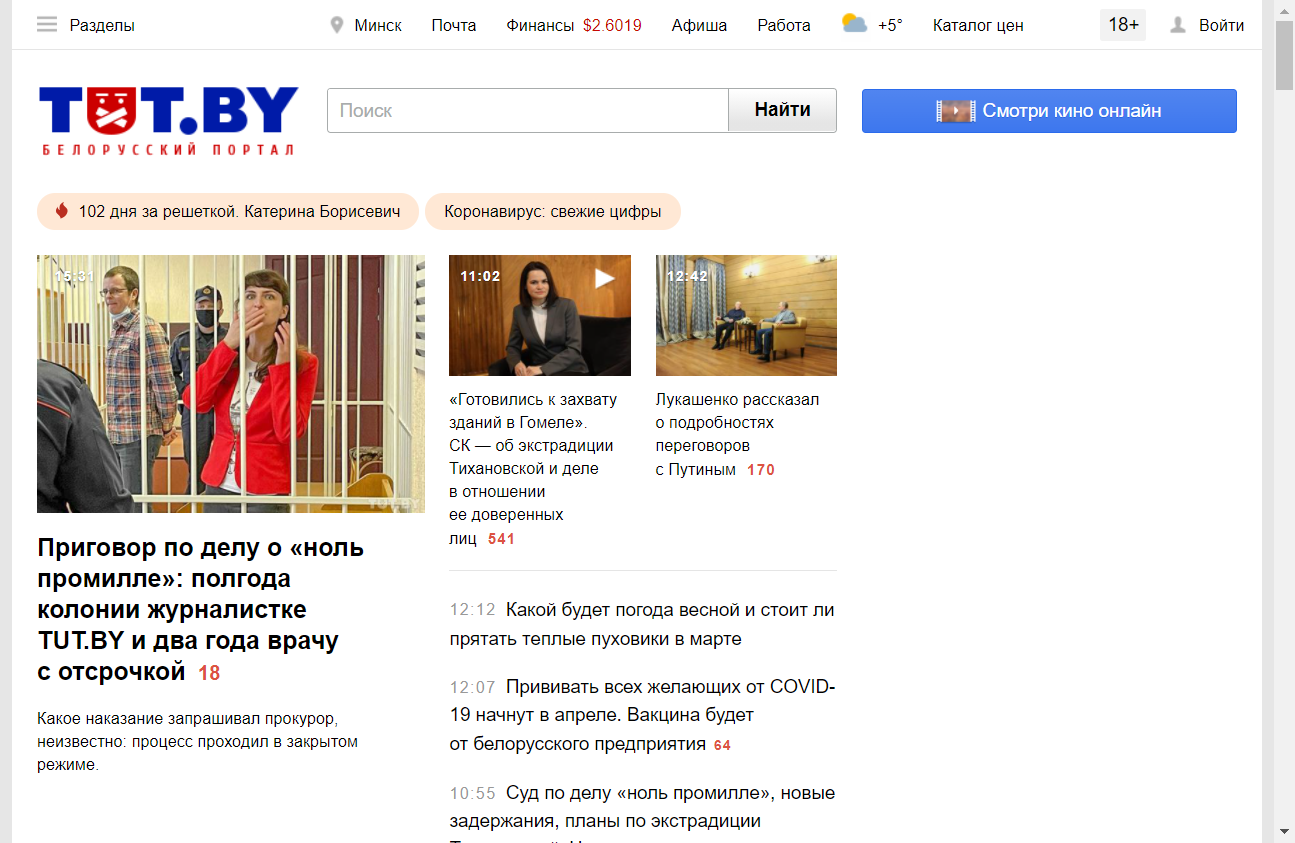 Разделы
Минск
Почта
Финансы $2.6019
Афиша
Работа
+5°
Каталог цен
18+
Войти
TUT.BY
БЕЛОРУССКИЙ ПОРТАЛ
Поиск
Найти
Смотри кино онлайн
102 дня за решеткой. Катерина Борисевич
Коронавирус: свежие цифры
15:31
TUT.BY
Приговор по делу о «ноль
промилле»: полгода
колонии журналистке
TUT.BY и два года врачу
с отсрочкой 18
Какое наказание запрашивал прокурор,
неизвестно: процесс проходил в закрытом
режиме.
11:02
«Готовились к захвату
зданий в Гомеле».
СК — об экстрадиции
Тихановской и деле
в отношении
ее доверенных
лиц 541
12:42
Лукашенко рассказал
о подробностях
переговоров
с Путиным 170
12:12 Какой будет погода весной и стоит ли
прятать теплые пуховики в марте
12:07 Прививать всех желающих от COVID-
19 начнут в апреле. Вакцина будет
от белорусского предприятия 64
10:55 Суд по делу «ноль промилле», новые
задержания, планы по экстрадиции